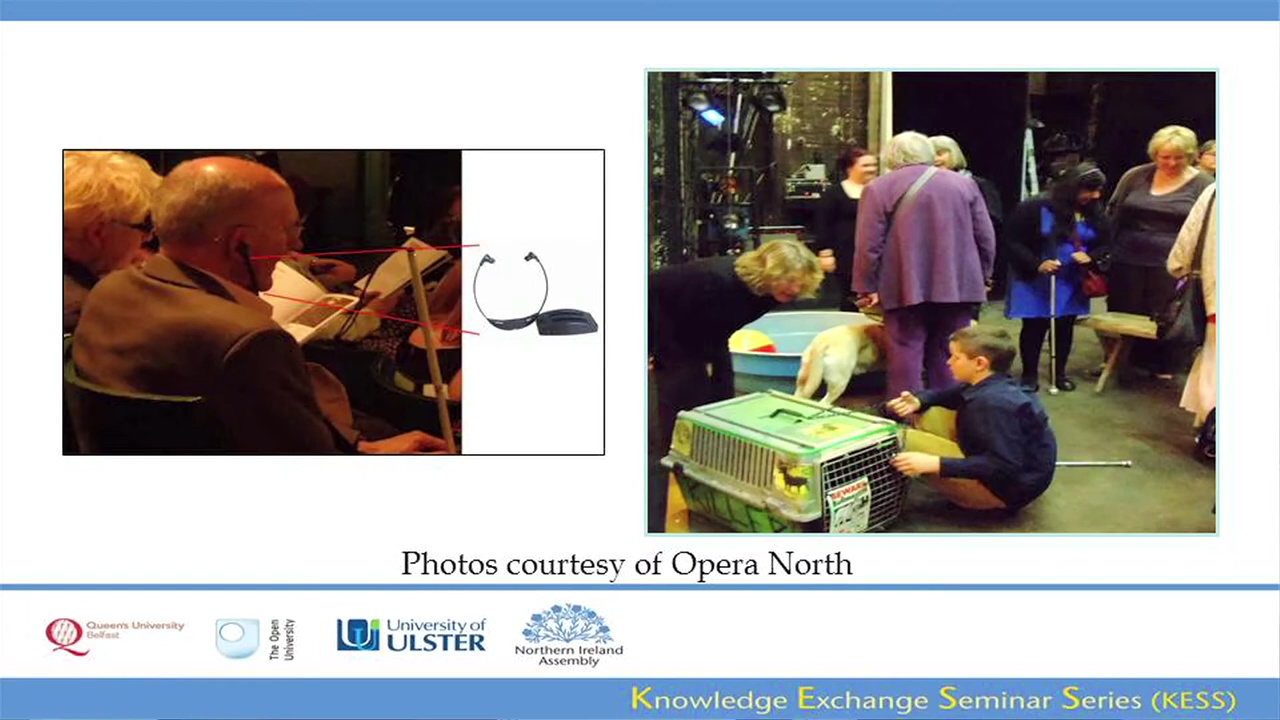 BEWARE
Photos courtesy of Opera North
Queen's University
Belfast
The Open
University
University of
ULSTER
Northern Ireland
Assembly
Knowledge Exchange Seminar Series (KESS)